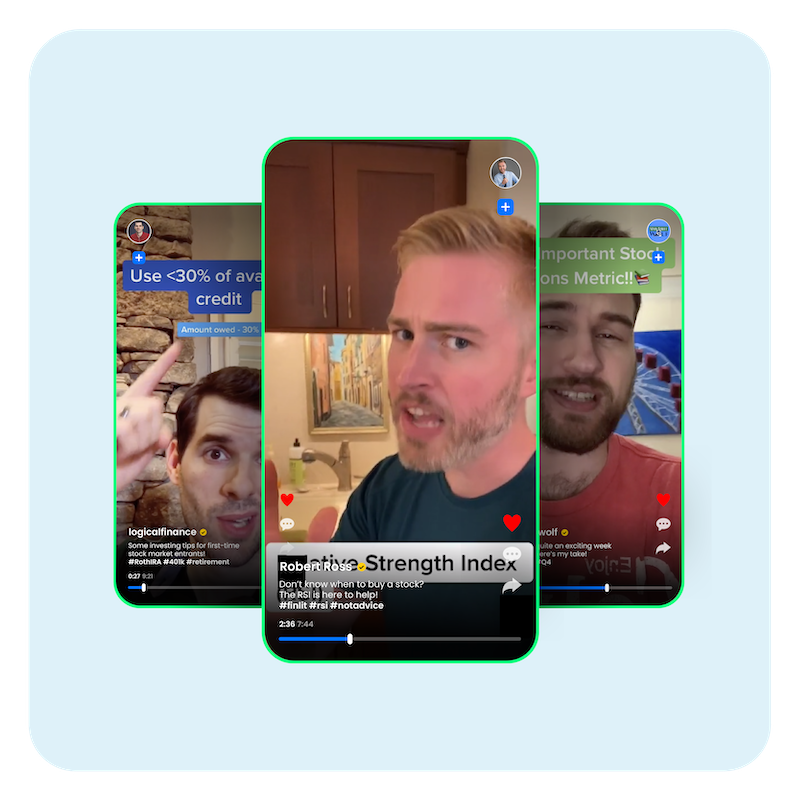 Use <30% of ava
credit
Amount owed - 30%
logicalfinance
Some investing tips for first-time
stock market entrants!
#RothIRA #401k #retirement
0:27 9:21
Strength Index
Robert Ross
Don't know when to buy a stock?
The RSI is here to help!
#finlit #rsi #notadvice
2:36 7:44
mportant Stock
ons Metric!!
wolf
uite an exciting week
here's my take!
Q4